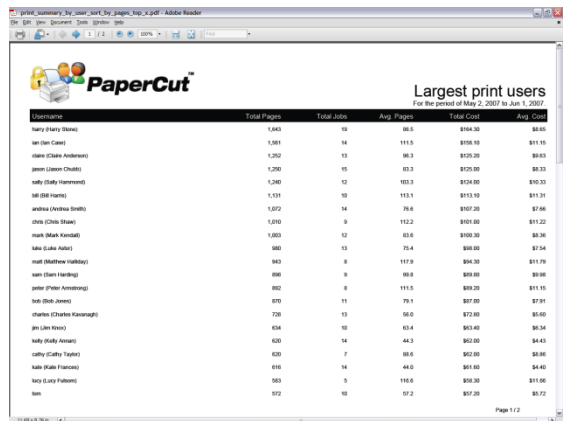 print_summary_by_user_sort_by_pages_top_x.pdf - Adobe Reader
File Edit View Document Tools Window Help
1 / 2 100% Find
PaperCut™
Largest print users
For the period of May 2, 2007 to Jun 1, 2007.
Username Total Pages Total Jobs Avg. Pages Total Cost Avg. Cost
harry (Harry Stone) 1,643 19 86.5 $164.30 $8.65
ian (Ian Case) 1,561 14 111.5 $156.10 $11.15
claire (Claire Anderson) 1,252 13 96.3 $125.20 $9.63
jason (Jason Chubb) 1,250 15 83.3 $125.00 $8.33
sally (Sally Hammond) 1,240 12 103.3 $124.00 $10.33
bill (Bill Harris) 1,131 10 113.1 $113.10 $11.31
andrea (Andrea Smith) 1,072 14 76.6 $107.20 $7.66
chris (Chris Shaw) 1,010 9 112.2 $101.00 $11.22
mark (Mark Kendall) 1,003 12 83.6 $100.30 $8.36
luke (Luke Aster) 980 13 75.4 $98.00 $7.54
matt (Matthew Halliday) 943 8 117.9 $94.30 $11.79
sam (Sam Harding) 898 9 99.8 $89.80 $9.98
peter (Peter Armstrong) 892 8 111.5 $89.20 $11.15
bob (Bob Jones) 870 11 79.1 $87.00 $7.91
charles (Charles Kavanagh) 728 13 56.0 $72.80 $5.60
jim (Jim Knox) 634 10 63.4 $63.40 $6.34
kelly (Kelly Annan) 620 14 44.3 $62.00 $4.43
cathy (Cathy Taylor) 620 7 88.6 $62.00 $8.86
kate (Kate Frances) 616 14 44.0 $61.60 $4.40
lucy (Lucy Fulsom) 583 5 116.6 $58.30 $11.66
tom 572 10 57.2 $57.20 $5.72
Page 1 / 2